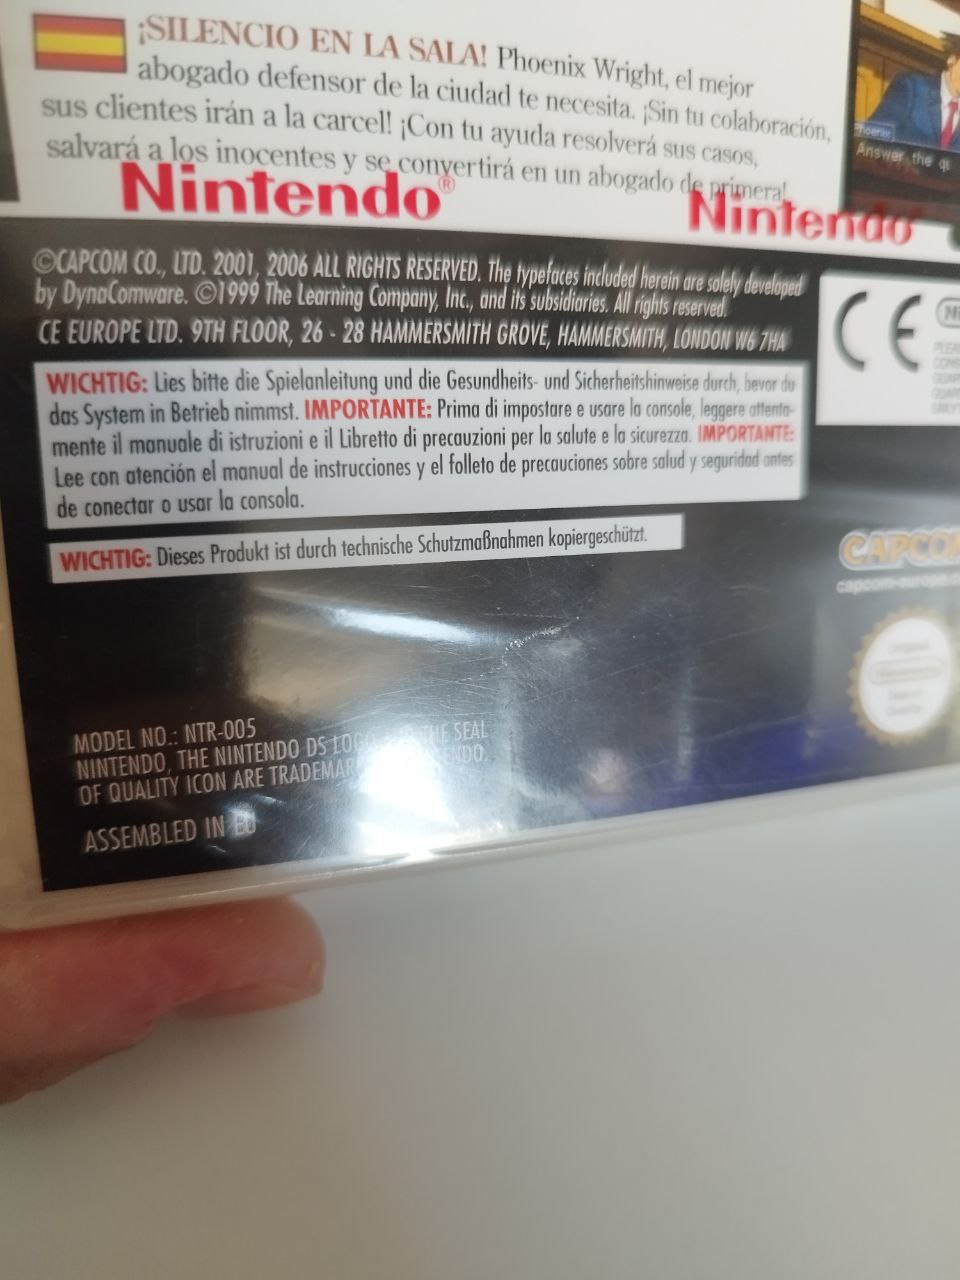 ¡SILENCIO EN LA SALA! Phoenix Wright, el mejor
abogado defensor de la ciudad te necesita. ¡Sin tu colaboración,
sus clientes irán a la carcel! ¡Con tu ayuda resolverá sus casos,
salvará a los inocentes y se convertirá en un abogado de primera!
Phoenix
Answer the
Nintendo®
Nintendo
©CAPCOM CO., LTD. 2001, 2006 ALL RIGHTS RESERVED. The typefaces included herein are solely developed
by DynaComware. ©1999 The Learning Company, Inc., and its subsidiaries. All rights reserved.
CE EUROPE LTD. 9TH FLOOR, 26 - 28 HAMMERSMITH GROVE, HAMMERSMITH, LONDON W6 7HA
CE
WICHTIG: Lies bitte die Spielanleitung und die Gesundheits- und Sicherheitshinweise durch, bevor du
das System in Betrieb nimmst. IMPORTANTE: Prima di impostare e usare la console, leggere attenta-
mente il manuale di istruzioni e il Libretto di precauzioni per la salute e la sicurezza. IMPORTANTE:
Lee con atención el manual de instrucciones y el folleto de precauciones sobre salud y seguridad antes
de conectar o usar la consola.
WICHTIG: Dieses Produkt ist durch technische Schutzmaßnahmen kopiergeschützt.
CAPCOM
MODEL NO.: NTR-005
NINTENDO, THE NINTENDO DS THE SEAL
OF QUALITY ICON ARE
ASSEMBLED IN EU